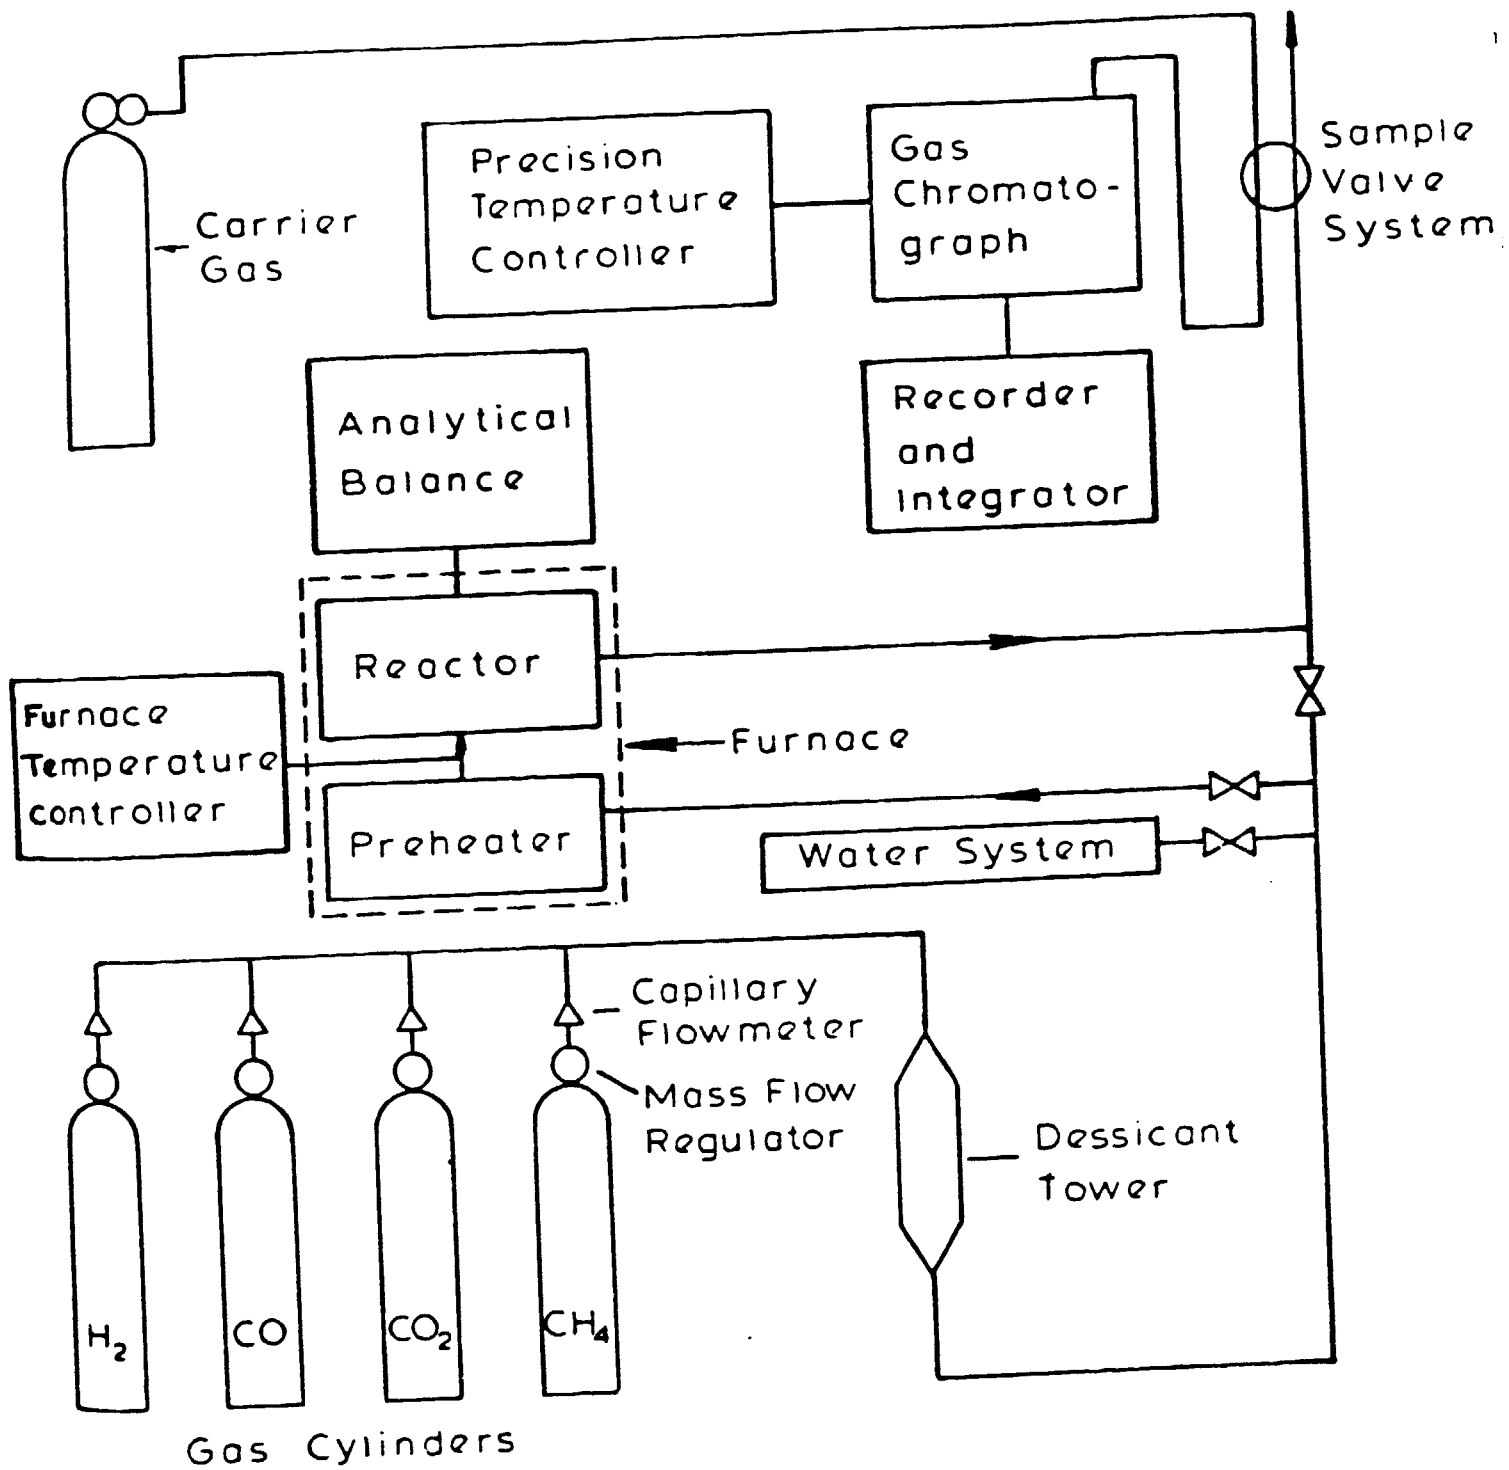 Sample
Valve
System
Precision
Temperature
Controller
Gas
Chromato-
graph
Carrier
Gas
Analytical
Balance
Recorder
and
Integrator
Reactor
Furnace
Temperature
controller
Furnace
Preheater
Water System
Capillary
Flowmeter
Mass Flow
Regulator
Dessicant
Tower
H₂
CO
CO₂
CH₄
Gas Cylinders